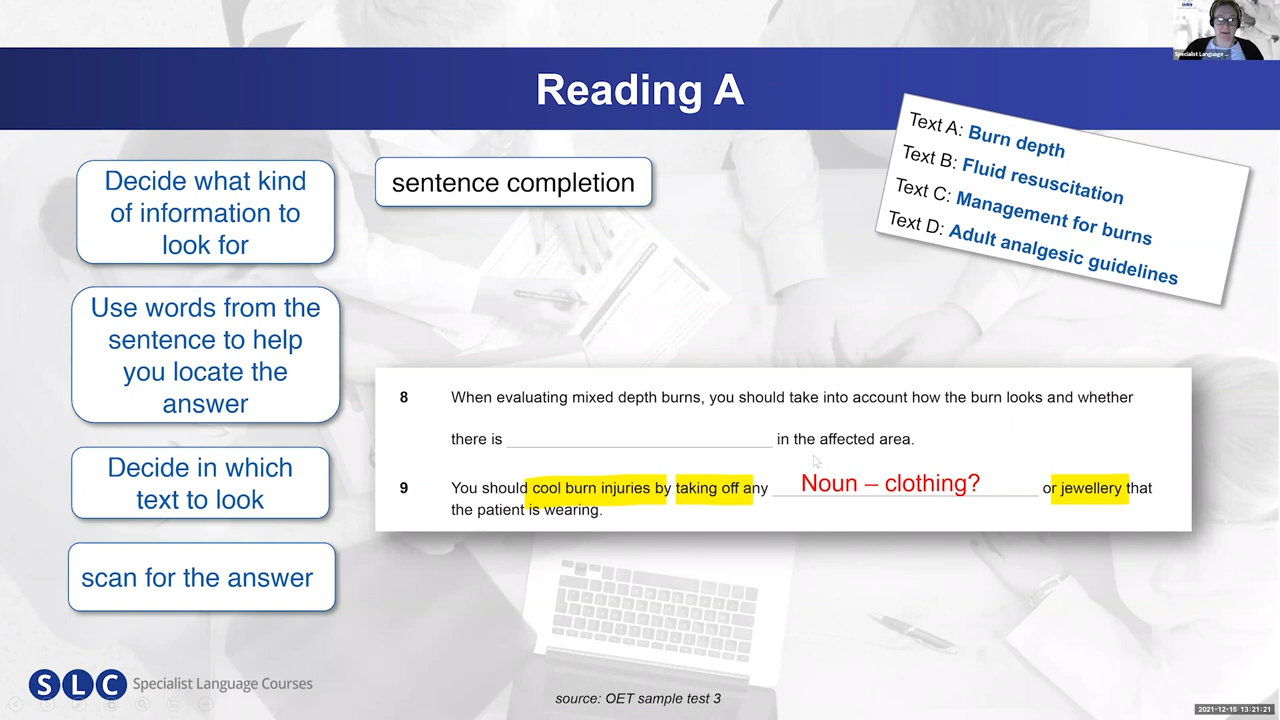 Specialist Language ...
Reading A
Text A: Burn depth
Text B: Fluid resuscitation
Text C: Management for burns
Text D: Adult analgesic guidelines
Decide what kind
of information to
look for
sentence completion
Use words from the
sentence to help
you locate the
answer
Decide in which
text to look
scan for the answer
8 When evaluating mixed depth burns, you should take into account how the burn looks and whether
there is ____________ in the affected area.
9 You should cool burn injuries by taking off any Noun – clothing? or jewellery that
the patient is wearing.
SLC Specialist Language Courses
source: OET sample test 3
2021-12-15 13:21:21